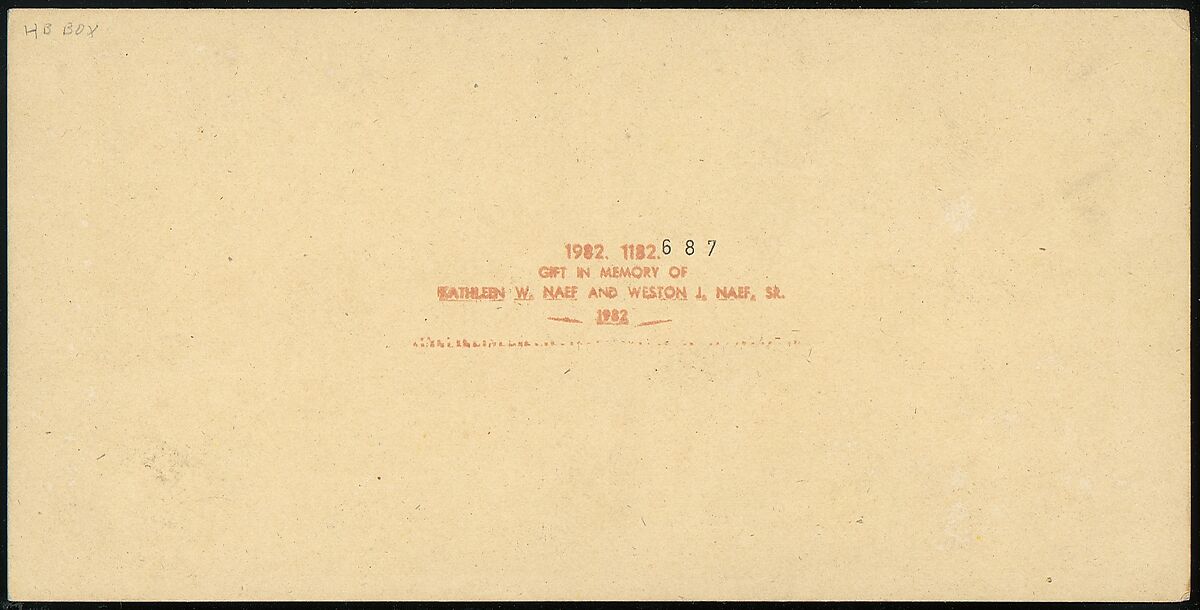 HB BOX
1982. 1182.687
GIFT IN MEMORY OF
KATHLEEN W. NAEF AND WESTON J. NAEF, SR.
1982